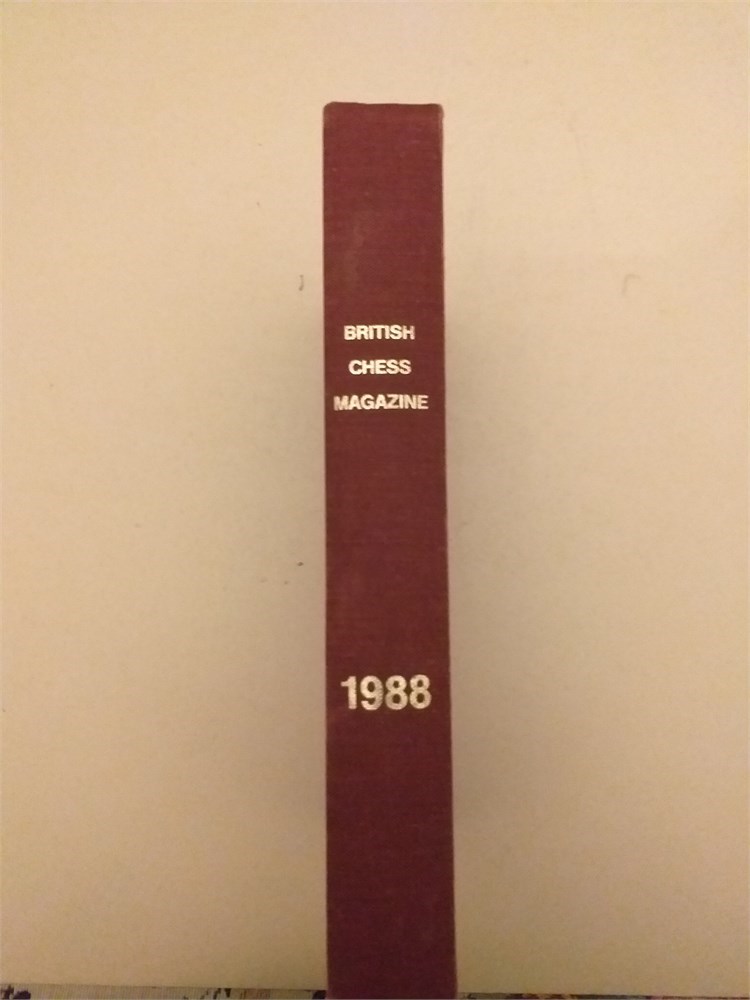 BRITISH
CHESS
MAGAZINE
1988